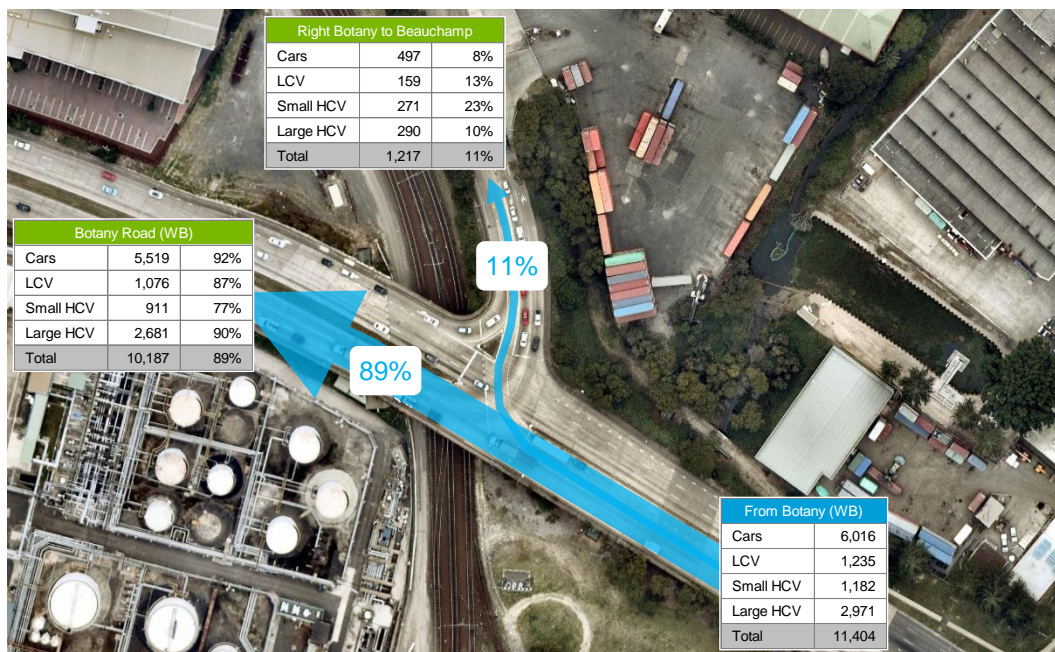 Right Botany to Beauchamp
Cars 497 8%
LCV 159 13%
Small HCV 271 23%
Large HCV 290 10%
Total 1,217 11%
Botany Road (WB)
Cars 5,519 92%
LCV 1,076 87%
Small HCV 911 77%
Large HCV 2,681 90%
Total 10,187 89%
11%
89%
From Botany (WB)
Cars 6,016
LCV 1,235
Small HCV 1,182
Large HCV 2,971
Total 11,404